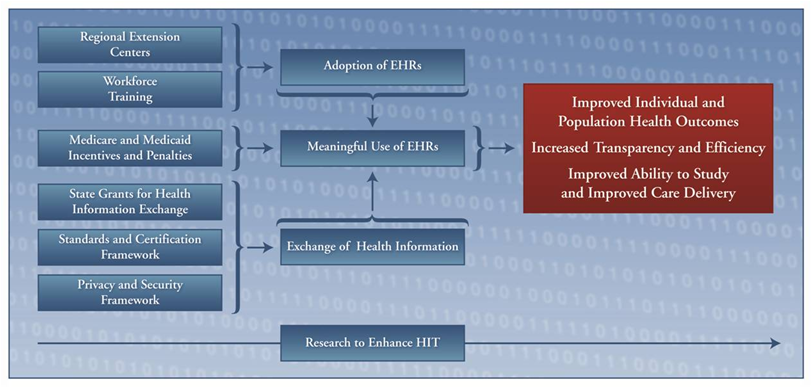 Regional Extension
Centers
Workforce
Training
Adoption of EHRs
Medicare and Medicaid
Incentives and Penalties
Meaningful Use of EHRs
State Grants for Health
Information Exchange
Standards and Certification
Framework
Privacy and Security
Framework
Exchange of Health Information
Improved Individual and
Population Health Outcomes
Increased Transparency and Efficiency
Improved Ability to Study
and Improved Care Delivery
Research to Enhance HIT